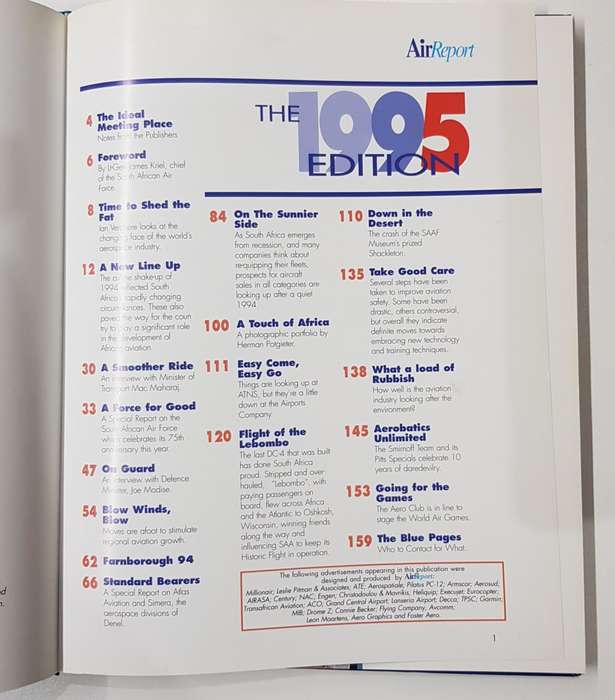 AirReport
THE 1995
EDITION
4 The Ideal
Meeting Place
Notes from the Publishers
6 Foreword
By Lt-Gen James Kriel, chief
of the South African Air
Force.
8 Time to Shed the
Fat
looks at the
changing face of the world's
aerospace industry.
12 A New Line Up
The shake-up of
1994 reflected South
Africa's rapidly changing
circumstances. These also
paved the way for the coun
try to play a significant role
in the development of
African aviation.
30 A Smoother Ride
An interview with Minister of
Transport Mac Maharaj.
33 A Force for Good
A Special Report on the
South African Air Force
which celebrates its 75th
anniversary this year.
47 On Guard
An interview with Defence
Minister, Joe Modise.
54 Blow Winds,
Blow
Moves are afoot to stimulate
regional aviation growth.
62 Farnborough 94
66 Standard Bearers
A Special Report on Atlas
Aviation and Simera, the
aerospace divisions of
Denel.
84 On The Sunnier
Side
As South Africa emerges
from recession, and many
companies think about
re-quipping their fleets,
prospects for aircraft
sales in all categories are
looking up after a quiet
1994.
100 A Touch of Africa
A photographic portfolio by
Herman Potgieter.
111 Easy Come,
Easy Go
Things are looking up at
ATNS, but they're a little
down at the Airports
Company.
120 Flight of the
Lebombo
The last DC-4 that was built
has done South Africa
proud. Stripped and over-
hauled, "Lebombo", with
paying passengers on
board, flew across Africa
and the Atlantic to Oshkosh,
Wisconsin, winning friends
along the way and
influencing SAA to keep its
Historic Flight in operation.
110 Down in the
Desert
The crash of the SAAF
Museum's prized
Shackleton.
135 Take Good Care
Several steps have been
taken to improve aviation
safety. Some have been
drastic, others controversial,
but overall they indicate
definite moves towards
embracing new technology
and training techniques.
138 What a load of
Rubbish
How well is the aviation
industry looking after the
environment?
145 Aerobatics
Unlimited
The Smirnoff Team and its
Pitts Specials celebrate 10
years of daredevilry.
153 Going for the
Games
The Aero Club is in line to
stage the World Air Games.
159 The Blue Pages
Who to Contact for What.
The following advertisements appearing in this publication were
designed and produced by AirReport:
Millionair; Leslie Pitman & Associates; ATE; Aerospatiale; Pilatus PC-12; Armscor; Aerosud;
AIRASA; Century; NAC; Engen; Christodoulou & Mavrikis; Heliquip; Execujet; Eurocopter;
Transafrican Aviation; ACO; Grand Central Airport; Lanseria Airport; Decca; TPSC; Garmin;
MIB; Drome Z; Connie Becker; Flying Company, Avcomm;
Leon Maartens, Aero Graphics and Foster Aero.
1